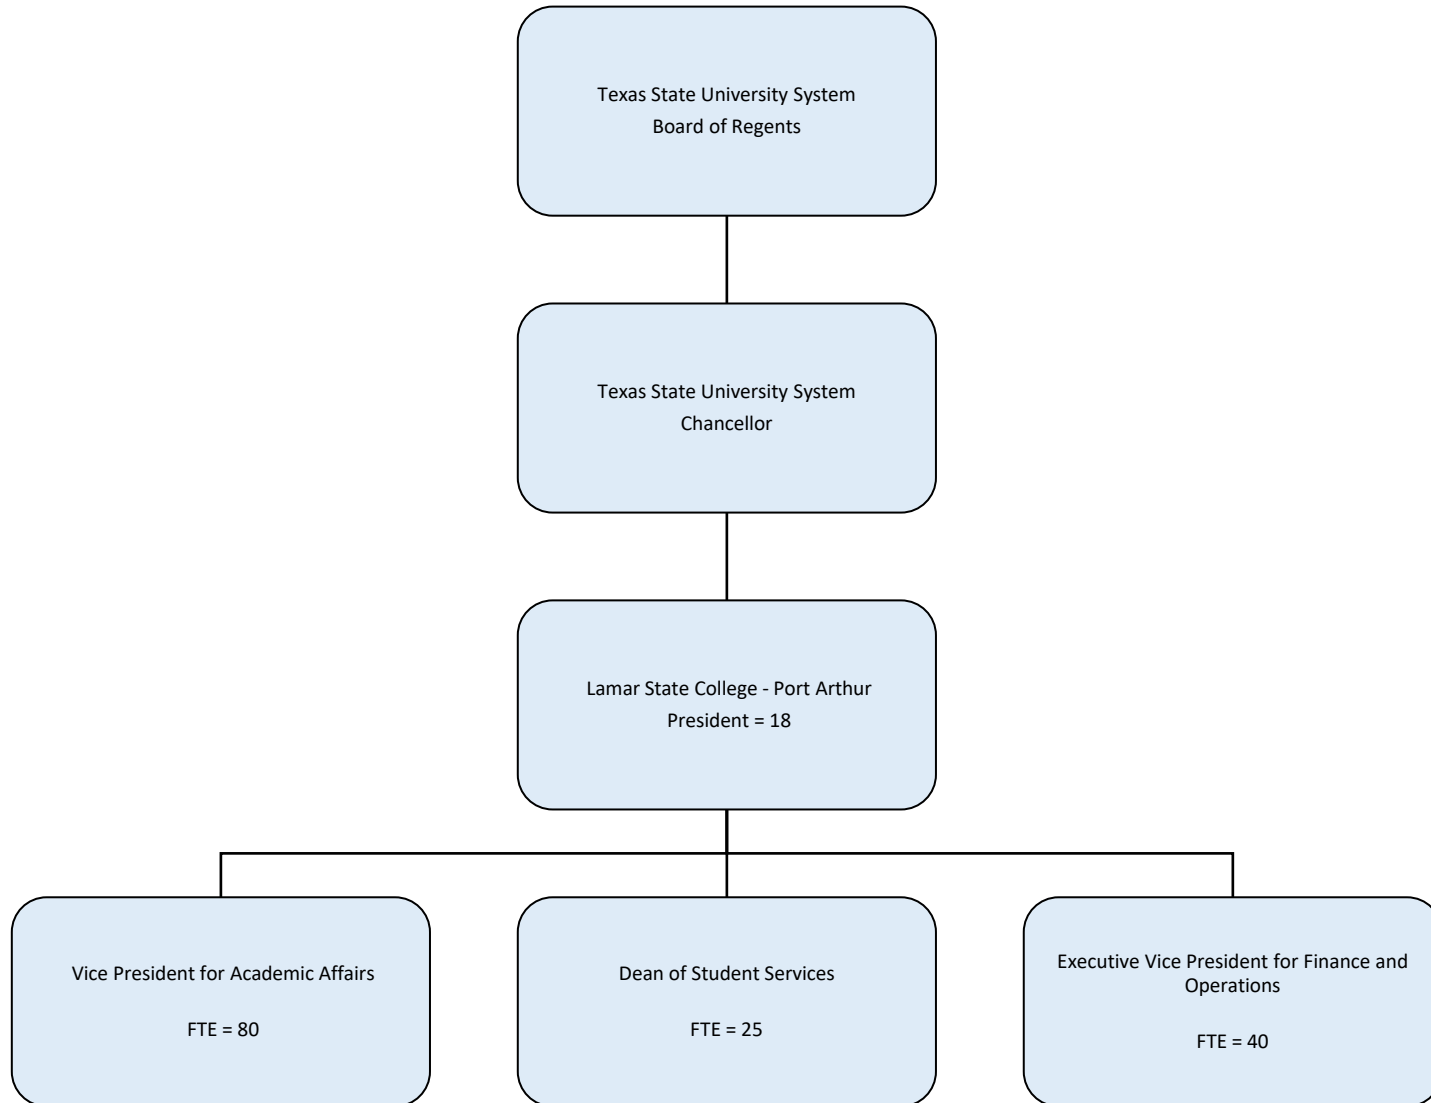 Texas State University System
Board of Regents
Texas State University System
Chancellor
Lamar State College - Port Arthur
President = 18
Vice President for Academic Affairs
FTE = 80
Dean of Student Services
FTE = 25
Executive Vice President for Finance and
Operations
FTE = 40